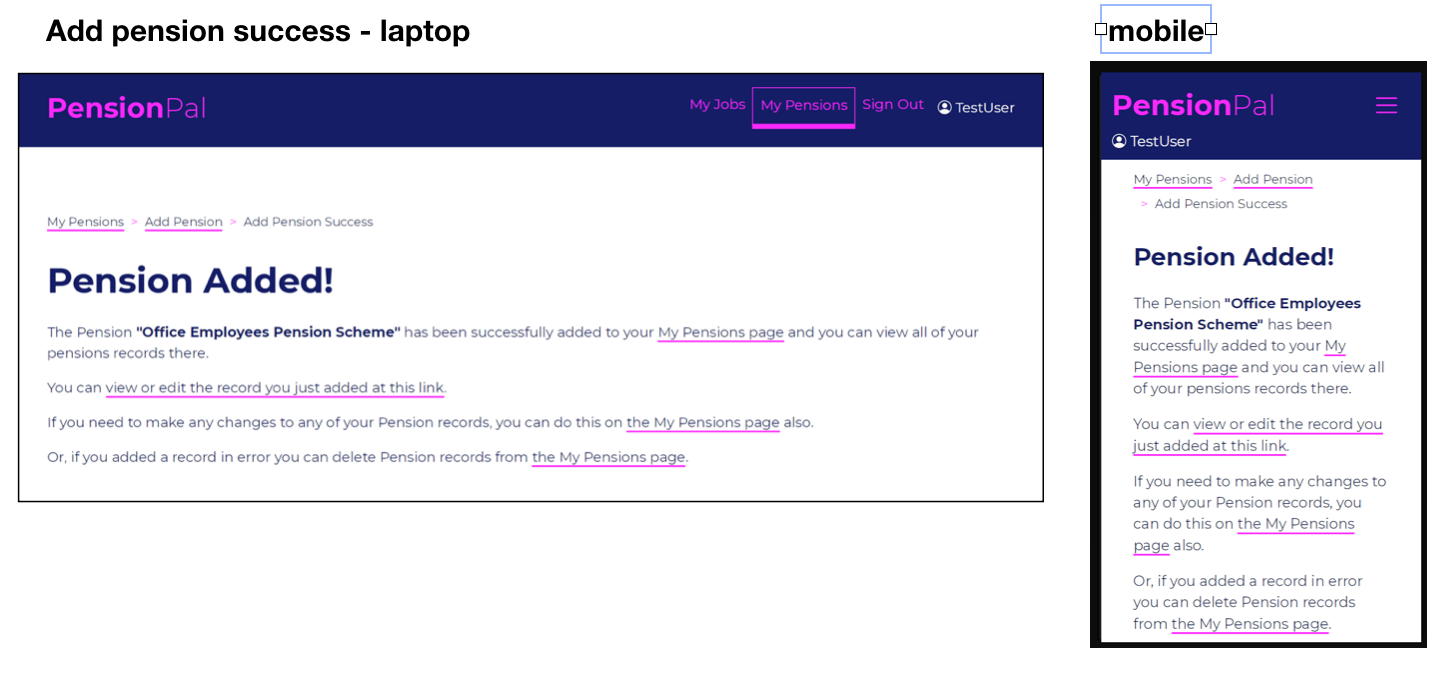 Add pension success - laptop
PensionPal
My Jobs My Pensions Sign Out TestUser
My Pensions > Add Pension > Add Pension Success
Pension Added!
The Pension "Office Employees Pension Scheme" has been successfully added to your My Pensions page and you can view all of your
pensions records there.
You can view or edit the record you just added at this link.
If you need to make any changes to any of your Pension records, you can do this on the My Pensions page also.
Or, if you added a record in error you can delete Pension records from the My Pensions page.
mobile
PensionPal
TestUser
My Pensions > Add Pension
> Add Pension Success
Pension Added!
The Pension "Office Employees
Pension Scheme" has been
successfully added to your My
Pensions page and you can view all
of your pensions records there.
You can view or edit the record you
just added at this link.
If you need to make any changes to
any of your Pension records, you
can do this on the My Pensions
page also.
Or, if you added a record in error
you can delete Pension records
from the My Pensions page.